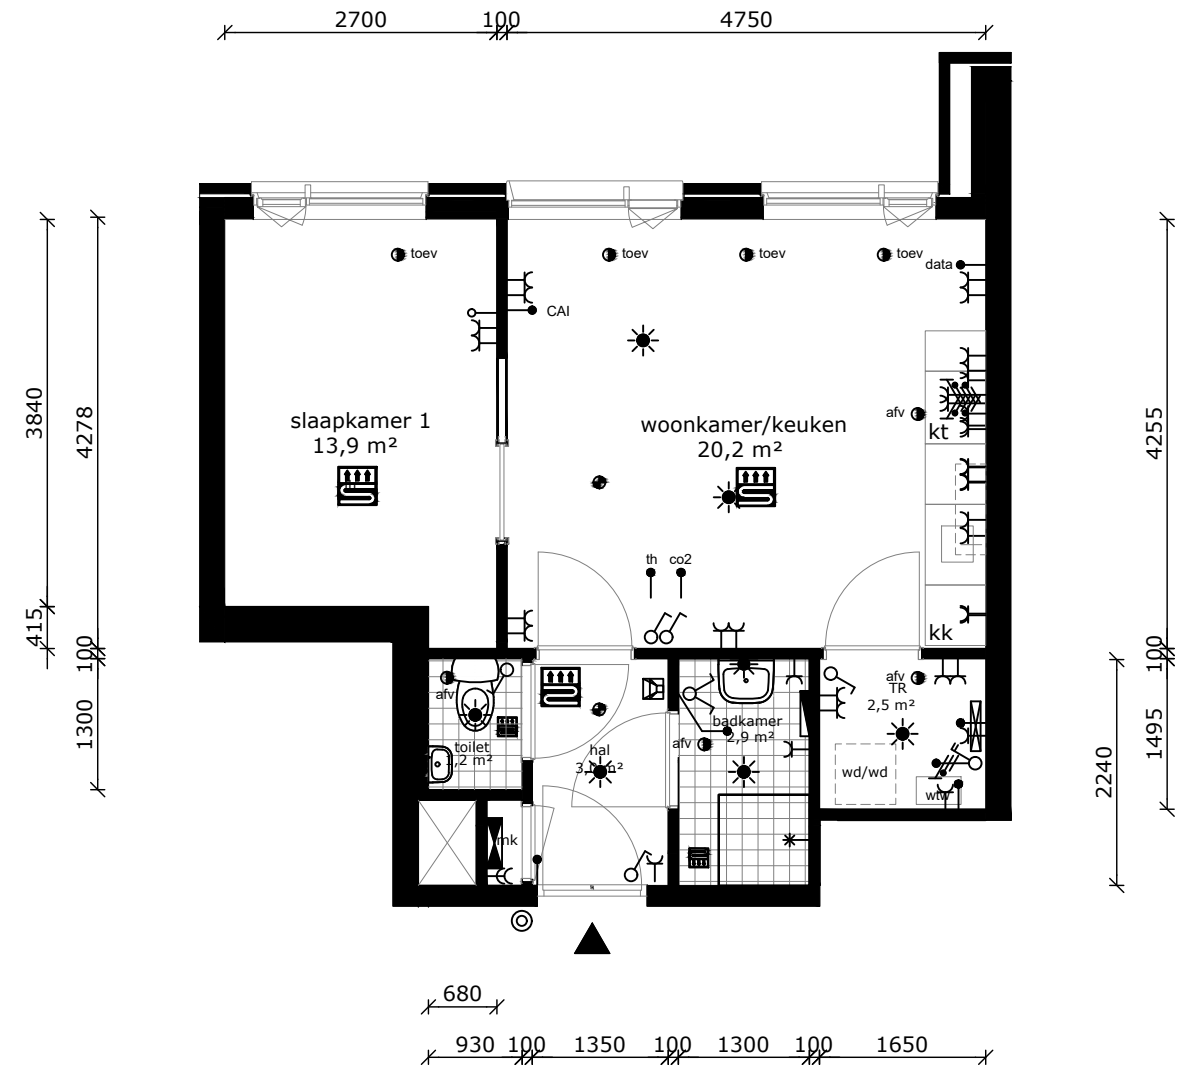 2700 100 4750
toev toev toev toev
data
CAI
3840
4278
4255
afv
kt
slaapkamer 1
13,9 m²
woonkamer/keuken
20,2 m²
th co2
kk
415
100
100
afv
afv
TR
2,5 m²
1300
1495
2240
toilet
badkamer
2,9 m²
afv
hal
wd/wd
wtw
mk
680
930 100 1350 100 1300 100 1650